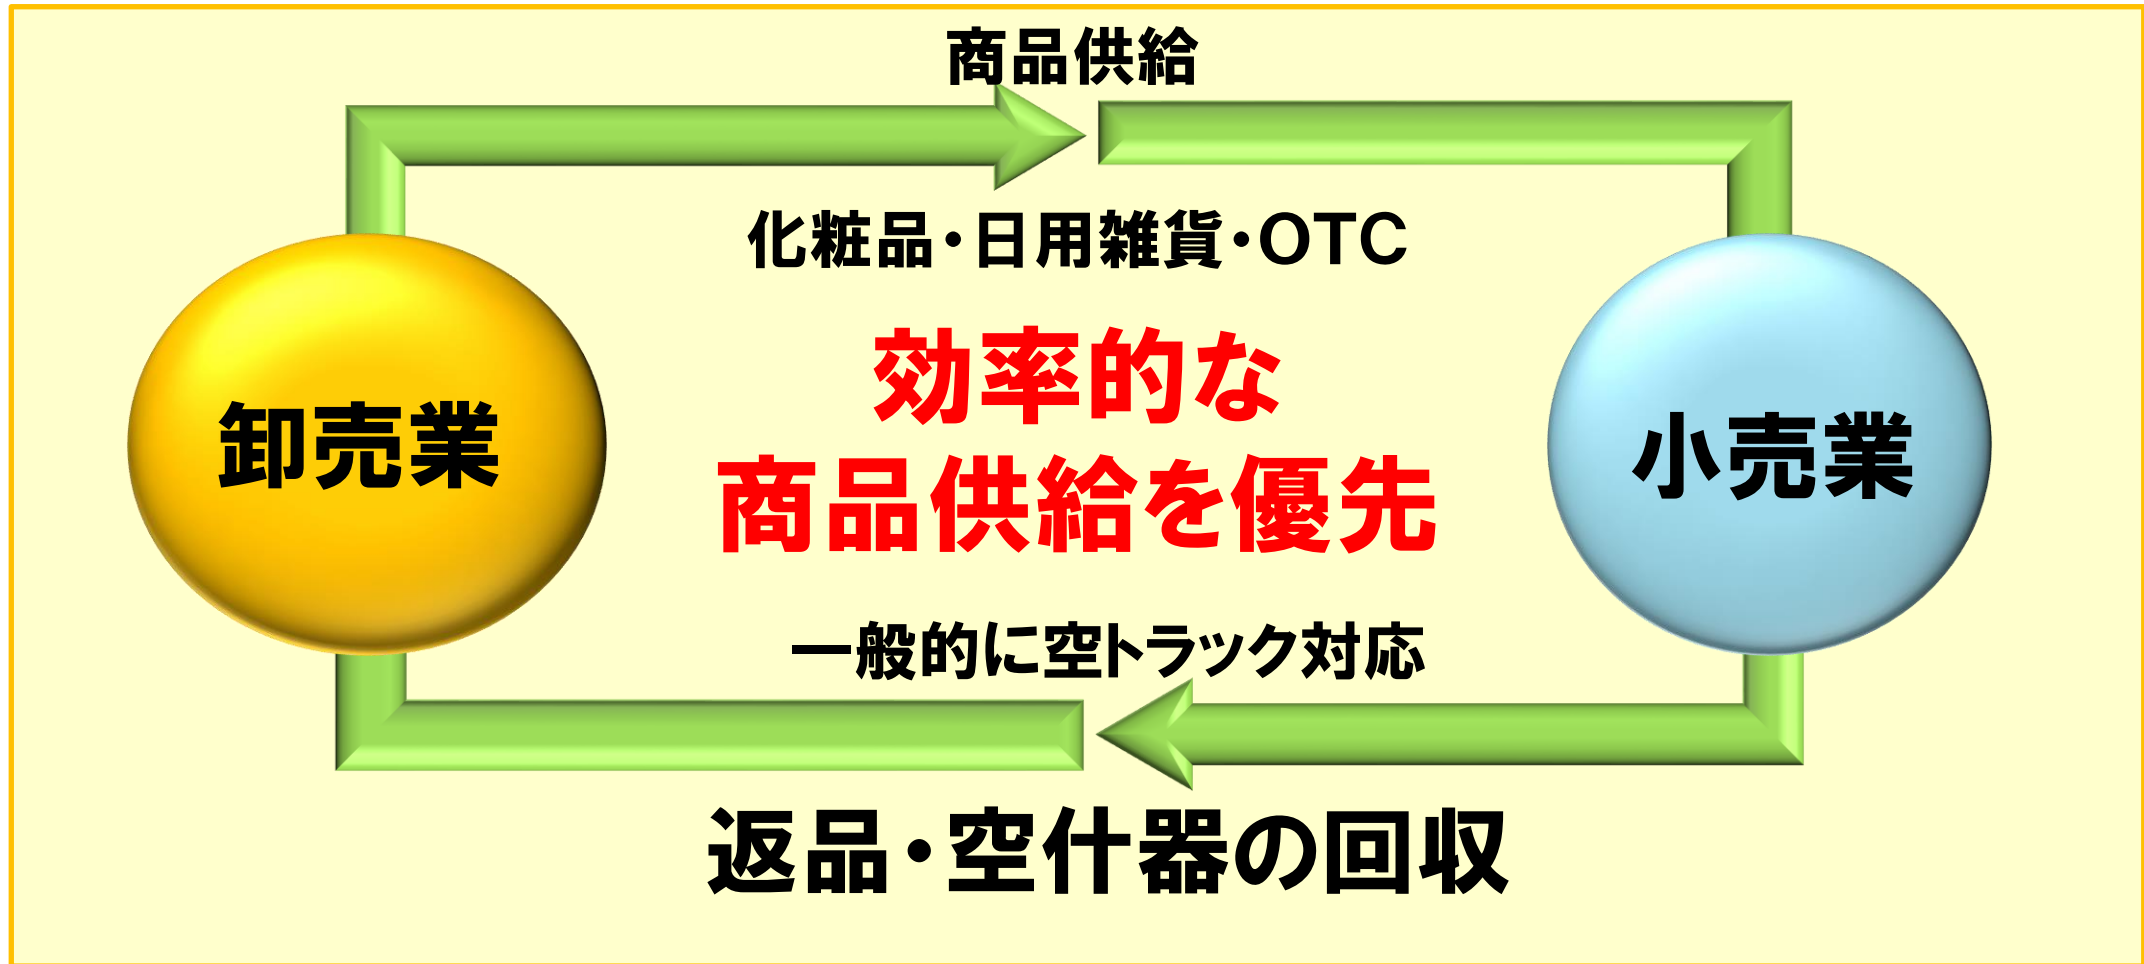 商品供給
化粧品・日用雑貨・OTC
効率的な
商品供給を優先
卸売業
小売業
一般的に空トラック対応
返品・空什器の回収